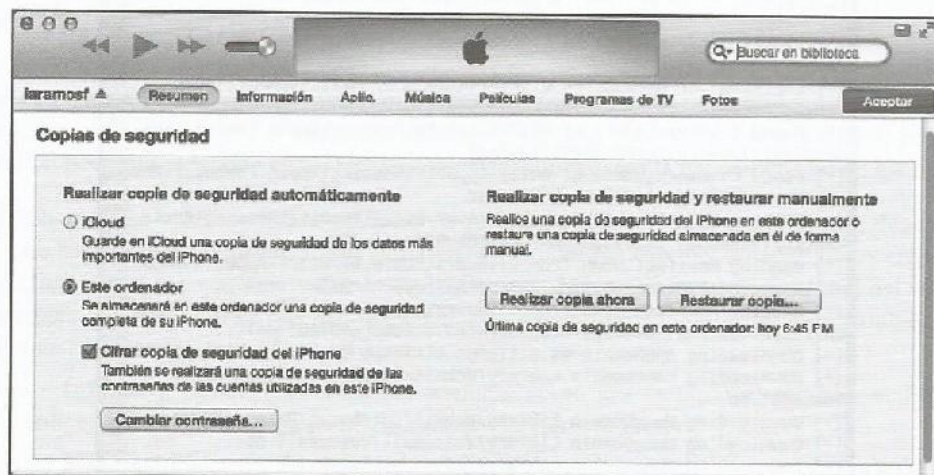 Buscar en biblioteca
laramosf
Resumen
Información
Aplic.
Música
Películas
Programas de TV
Fotos
Aceptar
Copias de seguridad
Realizar copia de seguridad automáticamente
iCloud
Guarde en iCloud una copia de seguridad de los datos más
importantes del iPhone.
Este ordenador
Se almacenará en este ordenador una copia de seguridad
completa de su iPhone.
Cifrar copia de seguridad del iPhone
También se realizará una copia de seguridad de las
contraseñas de las cuentas utilizadas en este iPhone.
Cambiar contraseña...
Realizar copia de seguridad y restaurar manualmente
Realice una copia de seguridad del iPhone en este ordenador o
restaure una copia de seguridad almacenada en él de forma
manual.
Realizar copia ahora
Restaurar copia...
Última copia de seguridad en este ordenador: hoy 6:45 PM